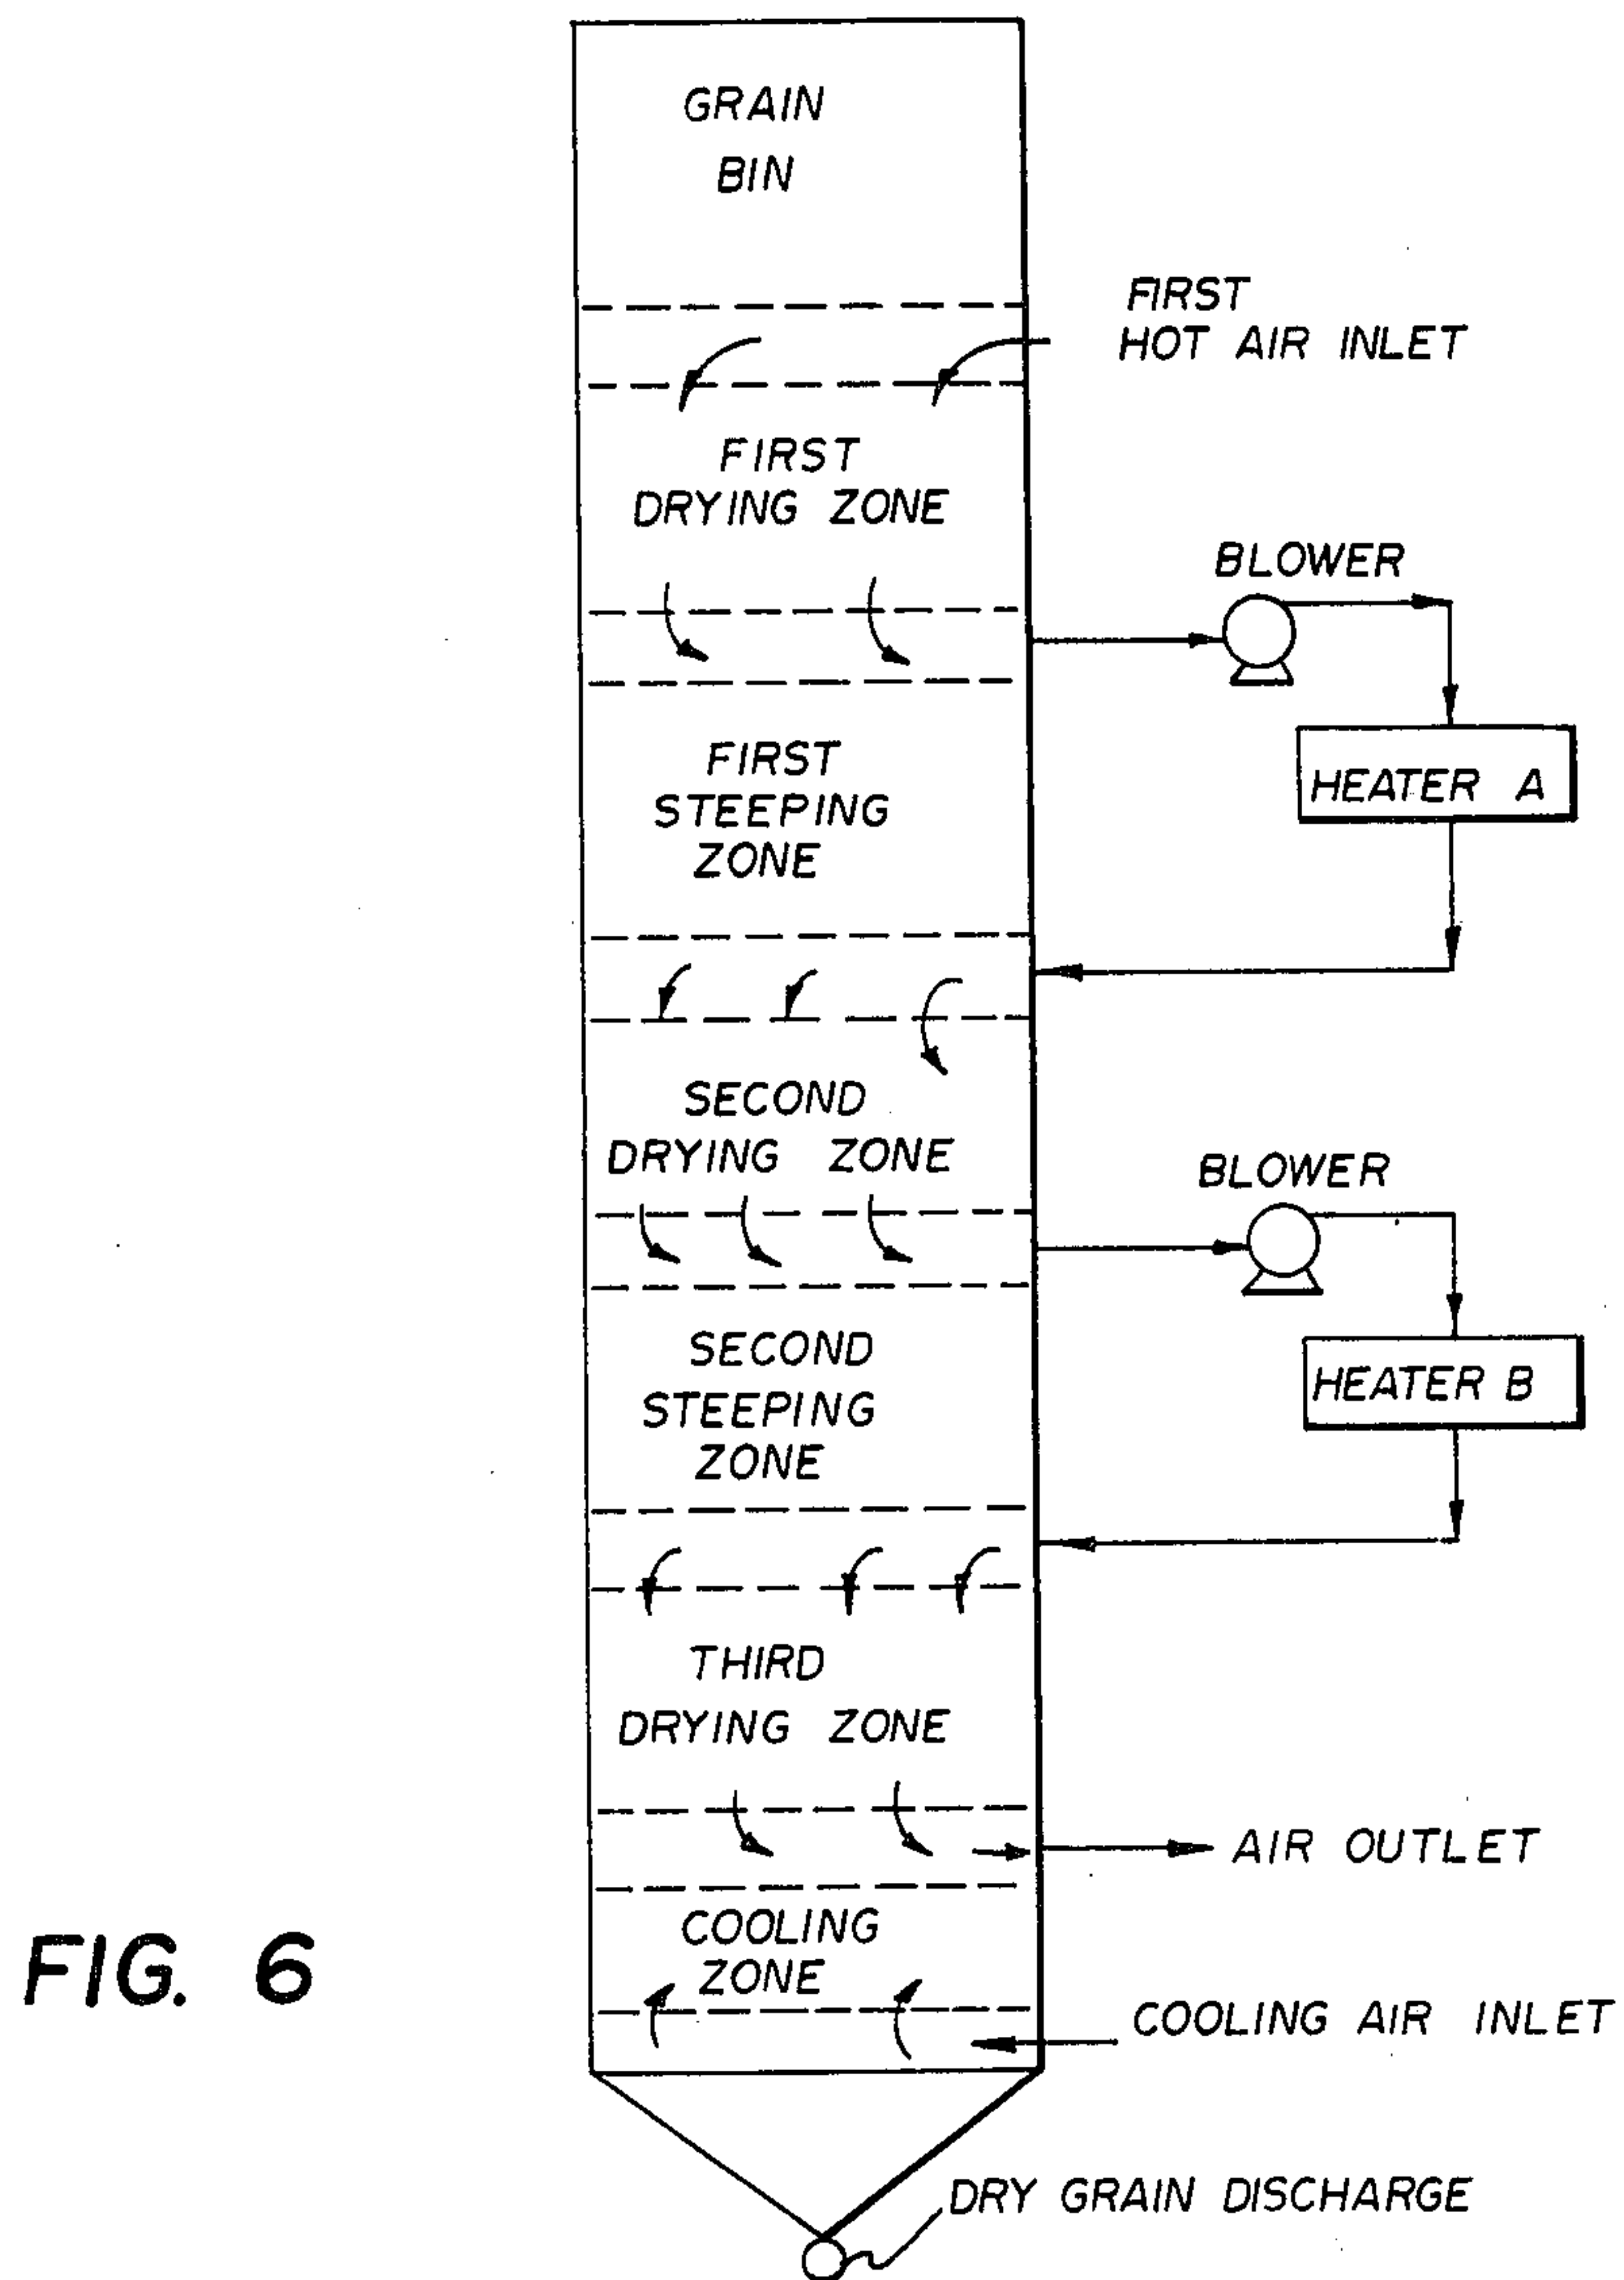 GRAIN
BIN
FIRST
HOT AIR INLET
FIRST
DRYING ZONE
BLOWER
FIRST
STEEPING
ZONE
HEATER A
SECOND
DRYING ZONE
BLOWER
SECOND
STEEPING
ZONE
HEATER B
THIRD
DRYING ZONE
AIR OUTLET
COOLING
ZONE
COOLING AIR INLET
DRY GRAIN DISCHARGE
FIG. 6